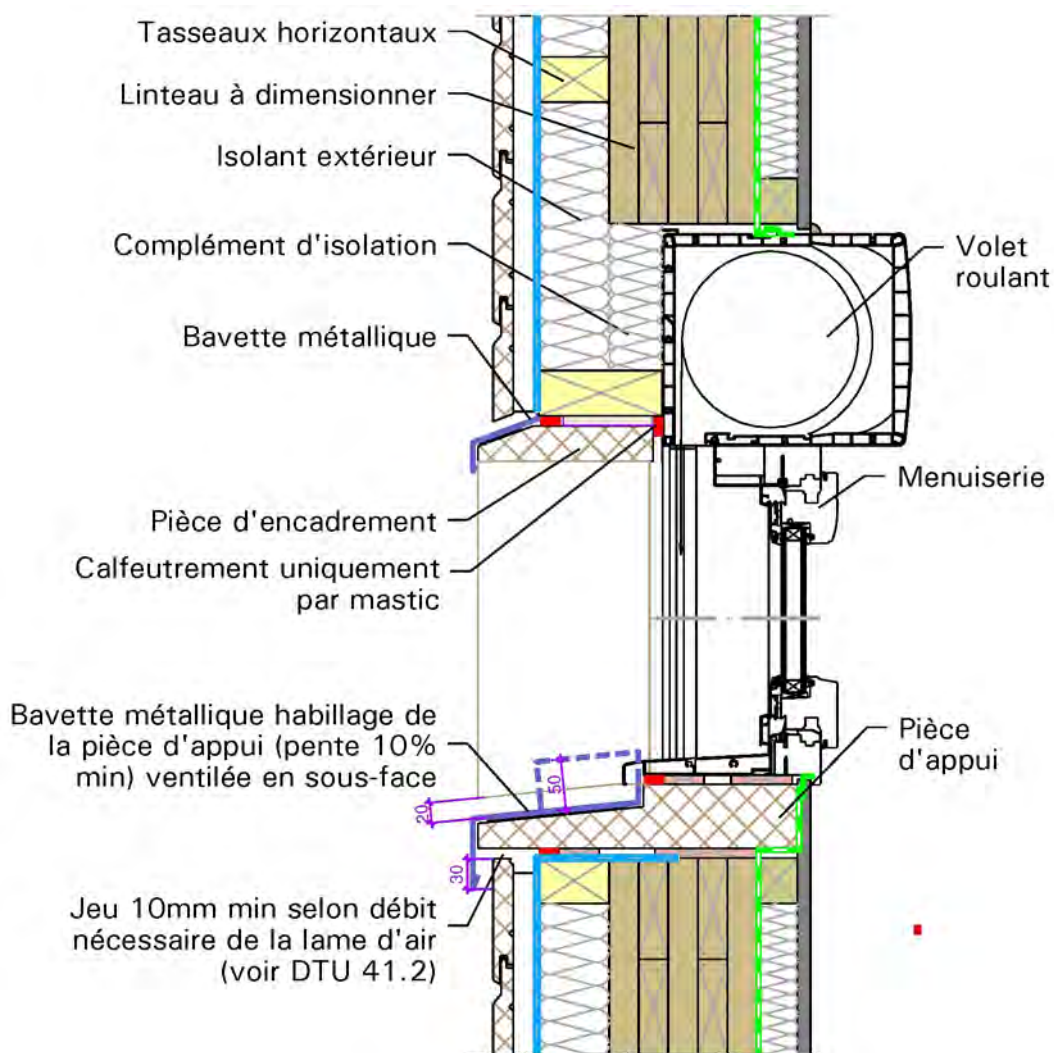 Tasseaux horizontaux
Linteau à dimensionner
Isolant extérieur
Complément d'isolation
Volet
roulant
Bavette métallique
Menuiserie
Pièce d'encadrement
Calfeutrement uniquement
par mastic
Bavette métallique habillage de
la pièce d'appui (pente 10%
min) ventilée en sous-face
Pièce
d'appui
50
20
30
Jeu 10mm min selon débit
nécessaire de la lame d'air
(voir DTU 41.2)